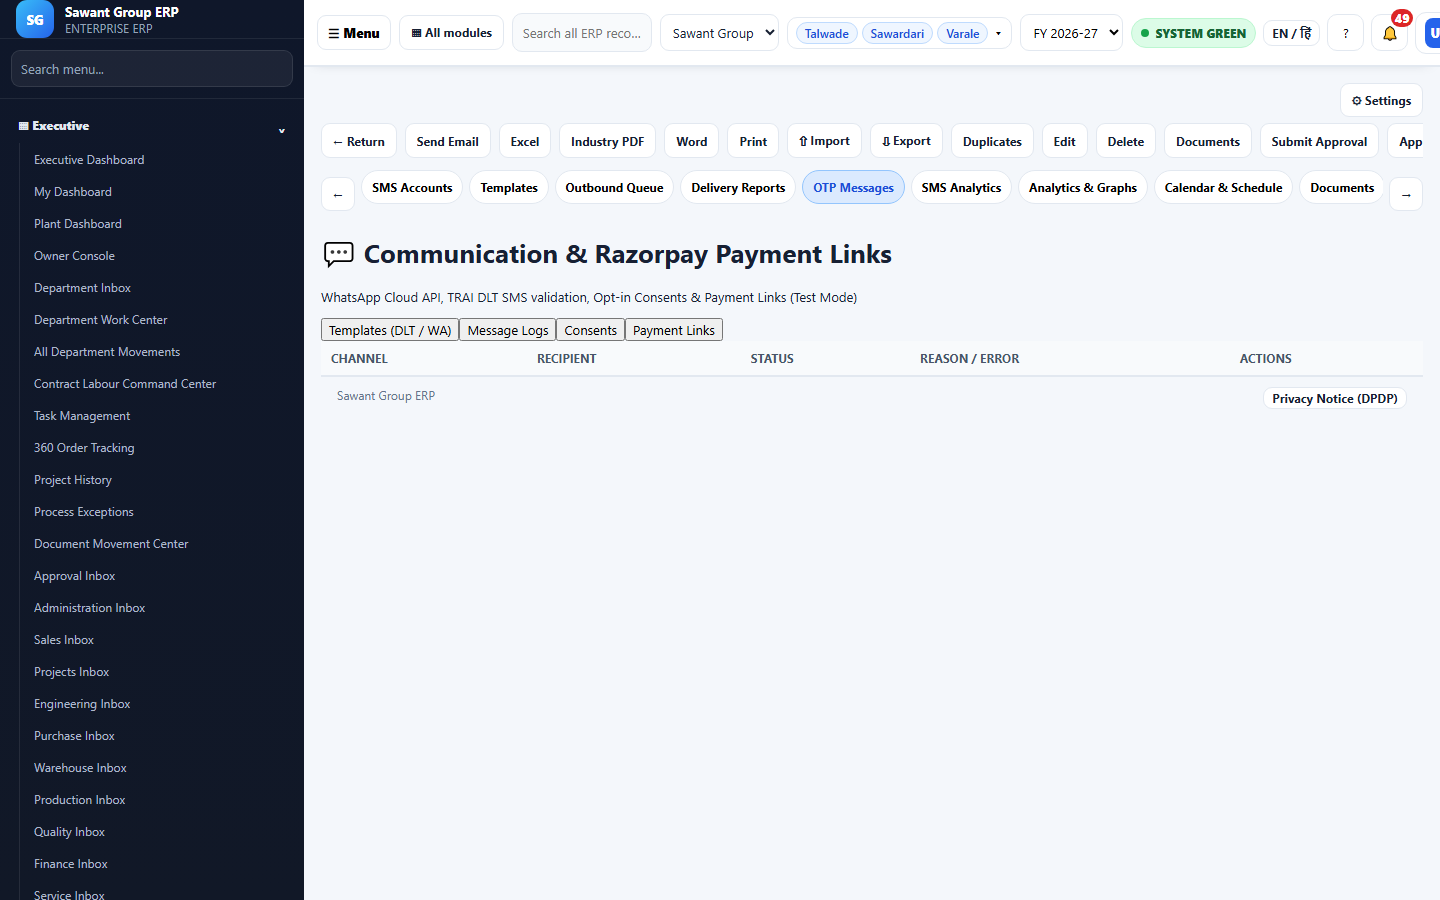 SG
Sawant Group ERP
ENTERPRISE ERP
Search menu...
Executive
Executive Dashboard
My Dashboard
Plant Dashboard
Owner Console
Department Inbox
Department Work Center
All Department Movements
Contract Labour Command Center
Task Management
360 Order Tracking
Project History
Process Exceptions
Document Movement Center
Approval Inbox
Administration Inbox
Sales Inbox
Projects Inbox
Engineering Inbox
Purchase Inbox
Warehouse Inbox
Production Inbox
Quality Inbox
Finance Inbox
Service Inbox
☰ Menu
All modules
Search all ERP reco...
Sawant Group
Talwade
Sawardari
Varale
FY 2026-27
SYSTEM GREEN
EN / हिं
?
49
U
Settings
← Return
Send Email
Excel
Industry PDF
Word
Print
⇧ Import
⇩ Export
Duplicates
Edit
Delete
Documents
Submit Approval
App
←
SMS Accounts
Templates
Outbound Queue
Delivery Reports
OTP Messages
SMS Analytics
Analytics & Graphs
Calendar & Schedule
Documents
→
Communication & Razorpay Payment Links
WhatsApp Cloud API, TRAI DLT SMS validation, Opt-in Consents & Payment Links (Test Mode)
Templates (DLT / WA)
Message Logs
Consents
Payment Links
CHANNEL RECIPIENT STATUS REASON / ERROR ACTIONS
Sawant Group ERP
Privacy Notice (DPDP)